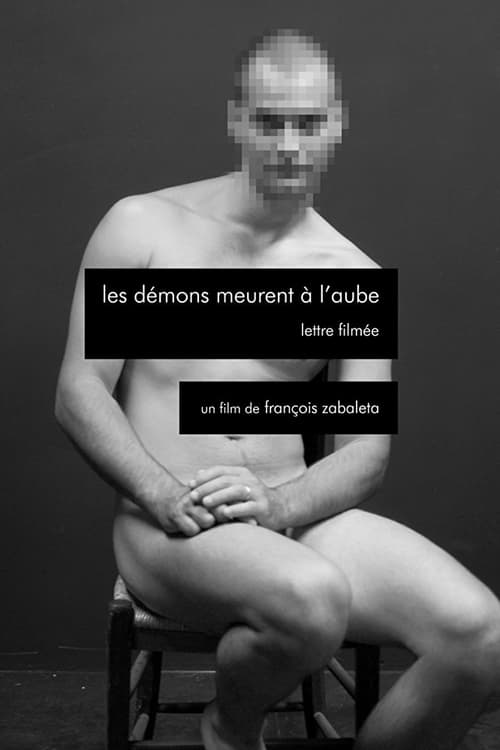 les démons meurent à l'aube
lettre filmée
un film de françois zabaleta